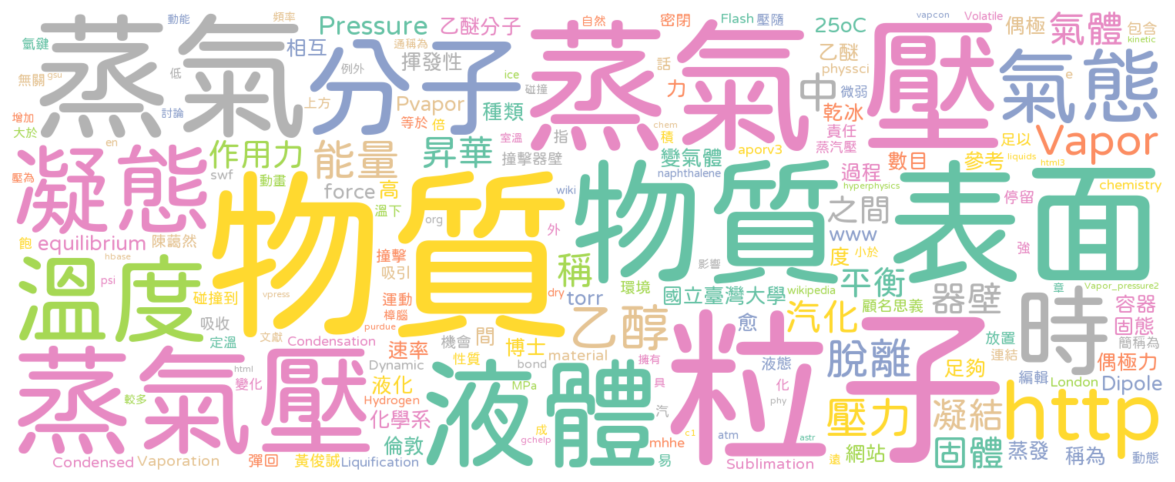 動能 頻率 蒸氣 Pressure 乙醚分子 蒸氣壓 自然 密閉 Flash 壓隨 25oC vapcon Volatile 偶極 氣體 包含
氫鍵 相互 分子 通稱為 揮發性 話 乙醚 中 氣態 kinetic
無關 gsu 低 例外 ice 碰撞 力 physsci 微弱 e
增加 大於 討論 上方 Pvapor 種類 等於 倍 指 chem 積 乾冰 責任 足以 Vapor
en 室溫 撞擊器壁 aporv3 蒸汽壓 數目 參考 liquids html3
凝態 作用力 能量 昇華 變氣體 naphthalene 過程 hyperphysics 表面 停留 chemistry
壓為 swf 動畫 force 高 物質 wiki 物質 之間
溫下 org 外 www 強
飽 equilibrium 陳藹然 撞擊 吸引 稱 影響 度 小於
hbase 溫度 psi 碰撞到 vpress 運動 dry torr 環境 國立臺灣大學 wikipedia 平衡 顧名思義 器壁 章 Vapor_pressure2
樟腦 乙醇 愈 汽化 時 容器
吸收 文獻 purdue 機會 間 粒子 放置 固態
定溫 Condensation 速率 性質 博士 material 液態 脫離 連結 簡稱為
蒸氣壓 html 變化 Dynamic bond 擁有 足夠 偶極力
較多 Hydrogen 液化 液體 MPa 具 化 編輯 London Dipole
化學系 成 汽 phy 壓力 凝結 http
倫敦 gchelp mhhe c1 atm astr 遠 網站 固體 蒸發 稱為 動態
Condensed Vaporation 彈回 黃俊誠 Liquification 易 Sublimation